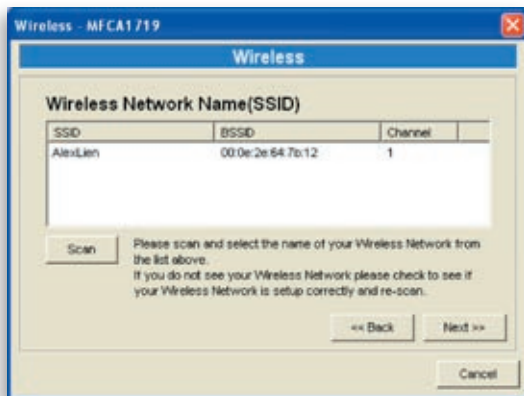 Wireless - MFCA1719
Wireless
Wireless Network Name(SSID)
SSID BSSID Channel
AlexLien 00:0e:2e:64:7b:12 1
Scan
Please scan and select the name of your Wireless Network from
the list above.
If you do not see your Wireless Network please check to see if
your Wireless Network is setup correctly and re-scan.
<< Back Next >>
Cancel